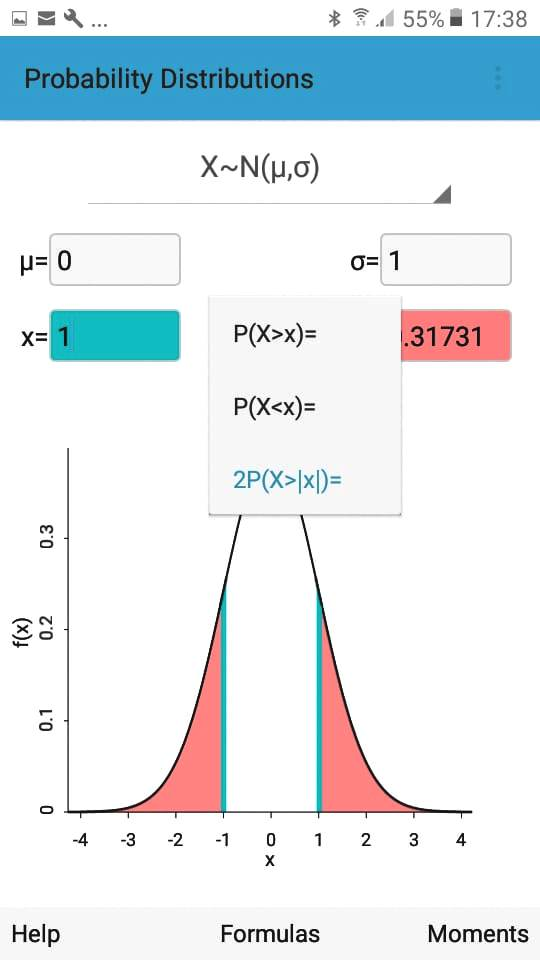 ... 55% 17:38
Probability Distributions
X~N(μ,σ)
μ= 0 σ= 1
x= 1 .31731
P(X>x)=
P(X<x)=
2P(X>|x|)=
f(x)
0 0.1 0.2 0.3
-4 -3 -2 -1 0 1 2 3 4
x
Help Formulas Moments